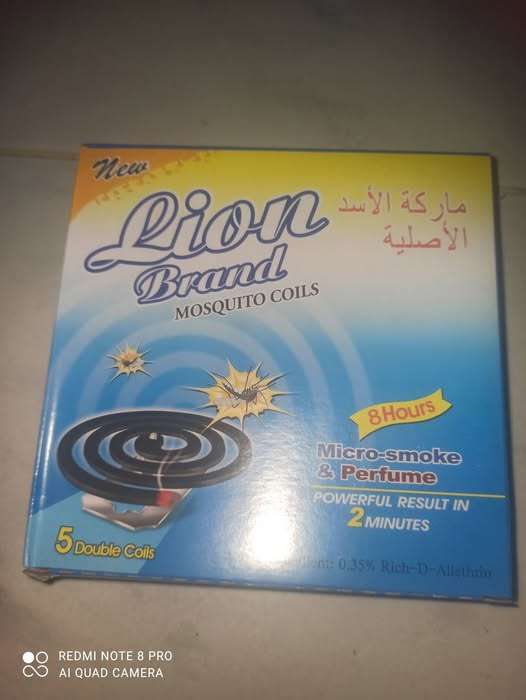 New
Lion
ماركة الأسد
الأصلية
Brand
MOSQUITO COILS
8 Hours
Micro-smoke
& Perfume
POWERFUL RESULT IN
2 MINUTES
5 Double Coils
0.35% Rich-D-Allethrin
REDMI NOTE 8 PRO
AI QUAD CAMERA